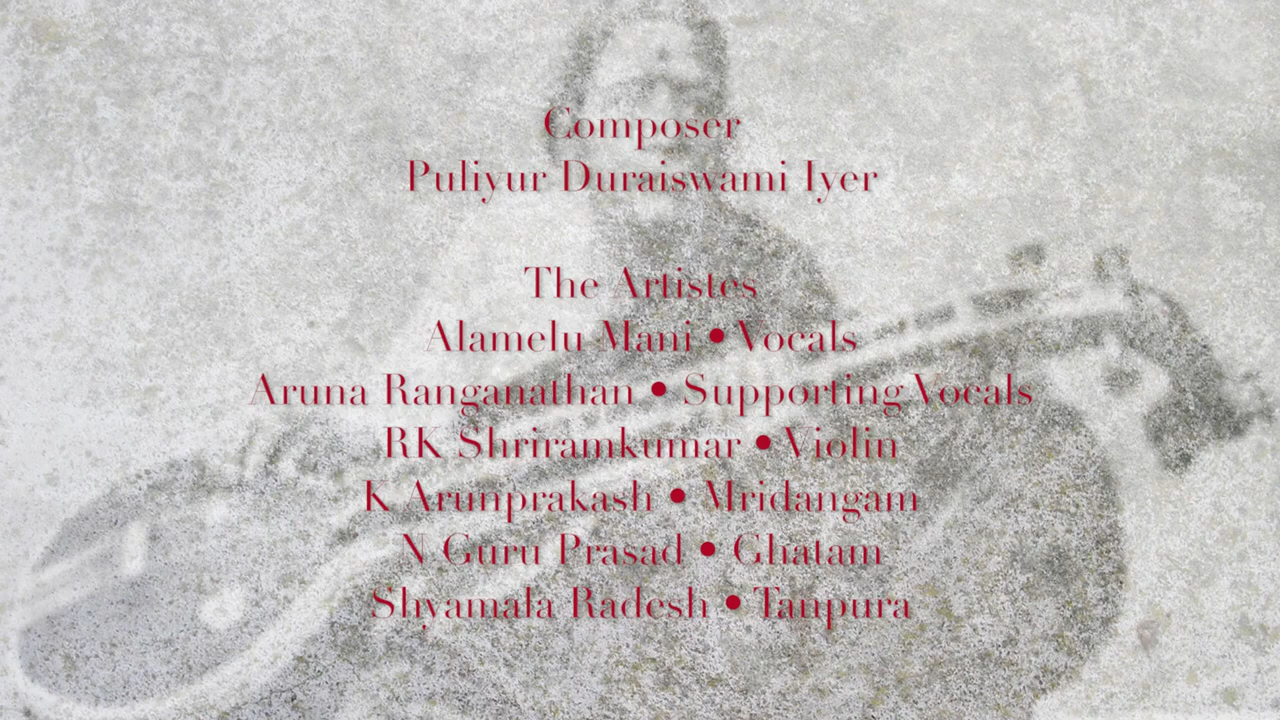 Composer
Puliyur Duraiswami Iyer
The Artistes
Alamelu Mani • Vocals
Aruna Ranganathan • Supporting Vocals
RK Shriramkumar • Violin
K Arunprakash • Mridangam
N Guru Prasad • Ghatam
Shyamala Radesh • Tanpura